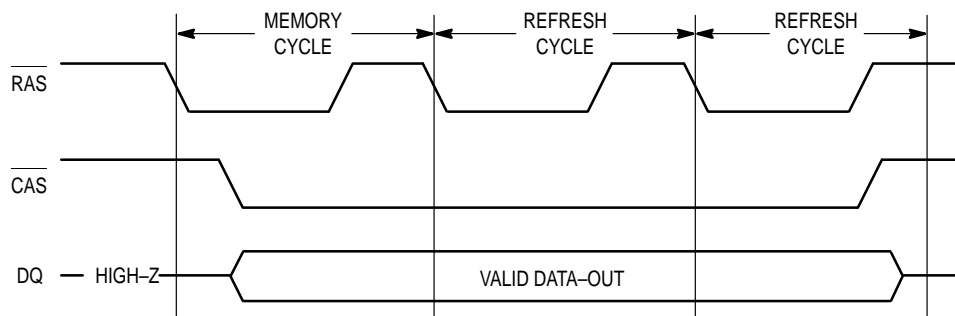 MEMORY
CYCLE
REFRESH
CYCLE
REFRESH
CYCLE
RAS
CAS
DQ
HIGH–Z
VALID DATA–OUT